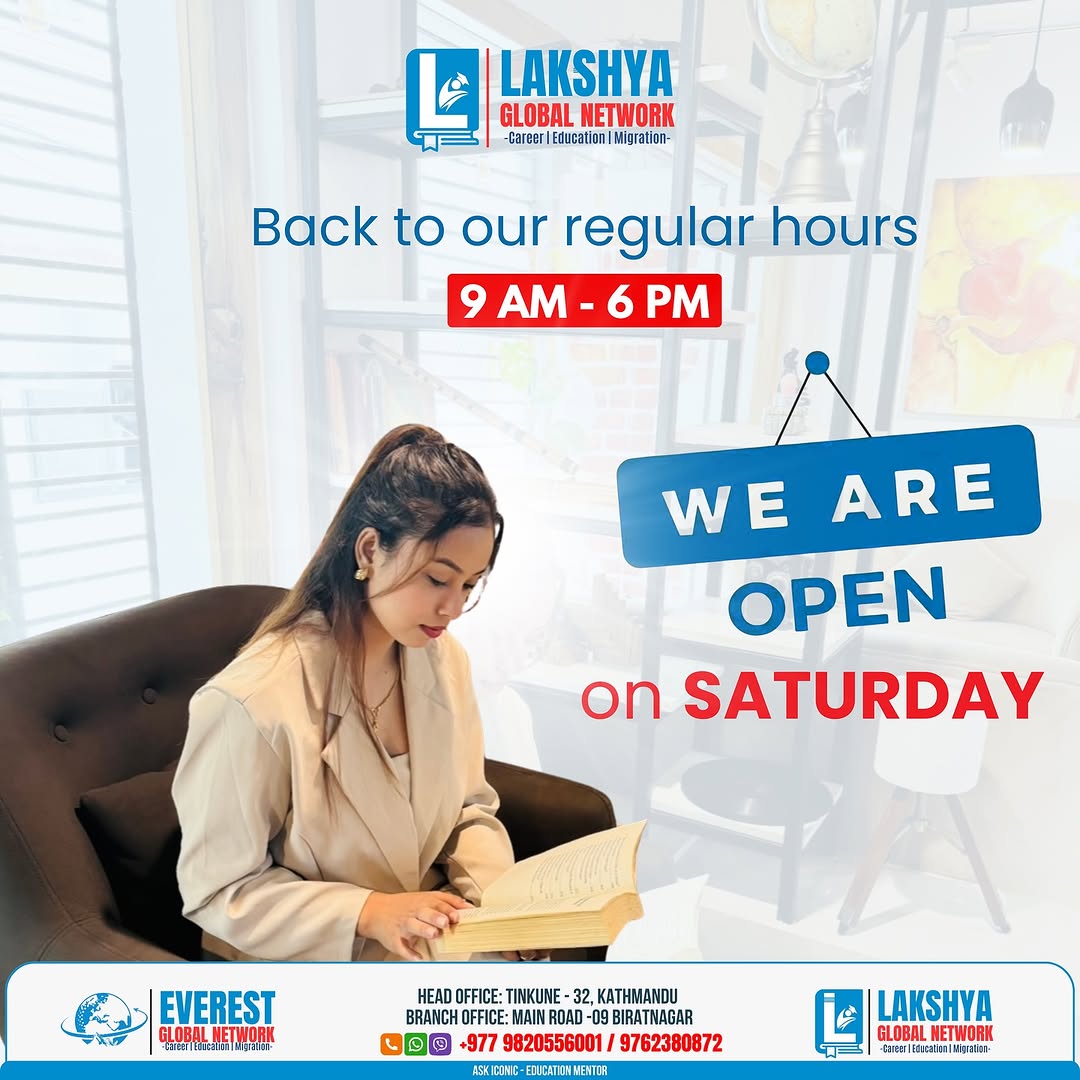 LAKSHYA
GLOBAL NETWORK
-Career | Education | Migration-
Back to our regular hours
9 AM - 6 PM
WE ARE
OPEN
on SATURDAY
EVEREST
GLOBAL NETWORK
-Career | Education | Migration-
HEAD OFFICE: TINKUNE - 32, KATHMANDU
BRANCH OFFICE: MAIN ROAD -09 BIRATNAGAR
+977 9820556001 / 9762380872
LAKSHYA
GLOBAL NETWORK
-Career | Education | Migration-
ASK ICONIC - EDUCATION MENTOR